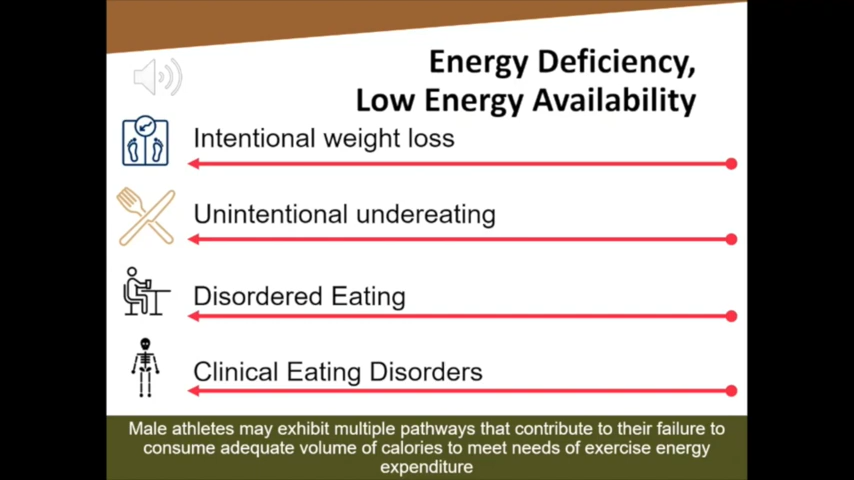 Energy Deficiency,
Low Energy Availability
Intentional weight loss
Unintentional undereating
Disordered Eating
Clinical Eating Disorders
Male athletes may exhibit multiple pathways that contribute to their failure to
consume adequate volume of calories to meet needs of exercise energy
expenditure